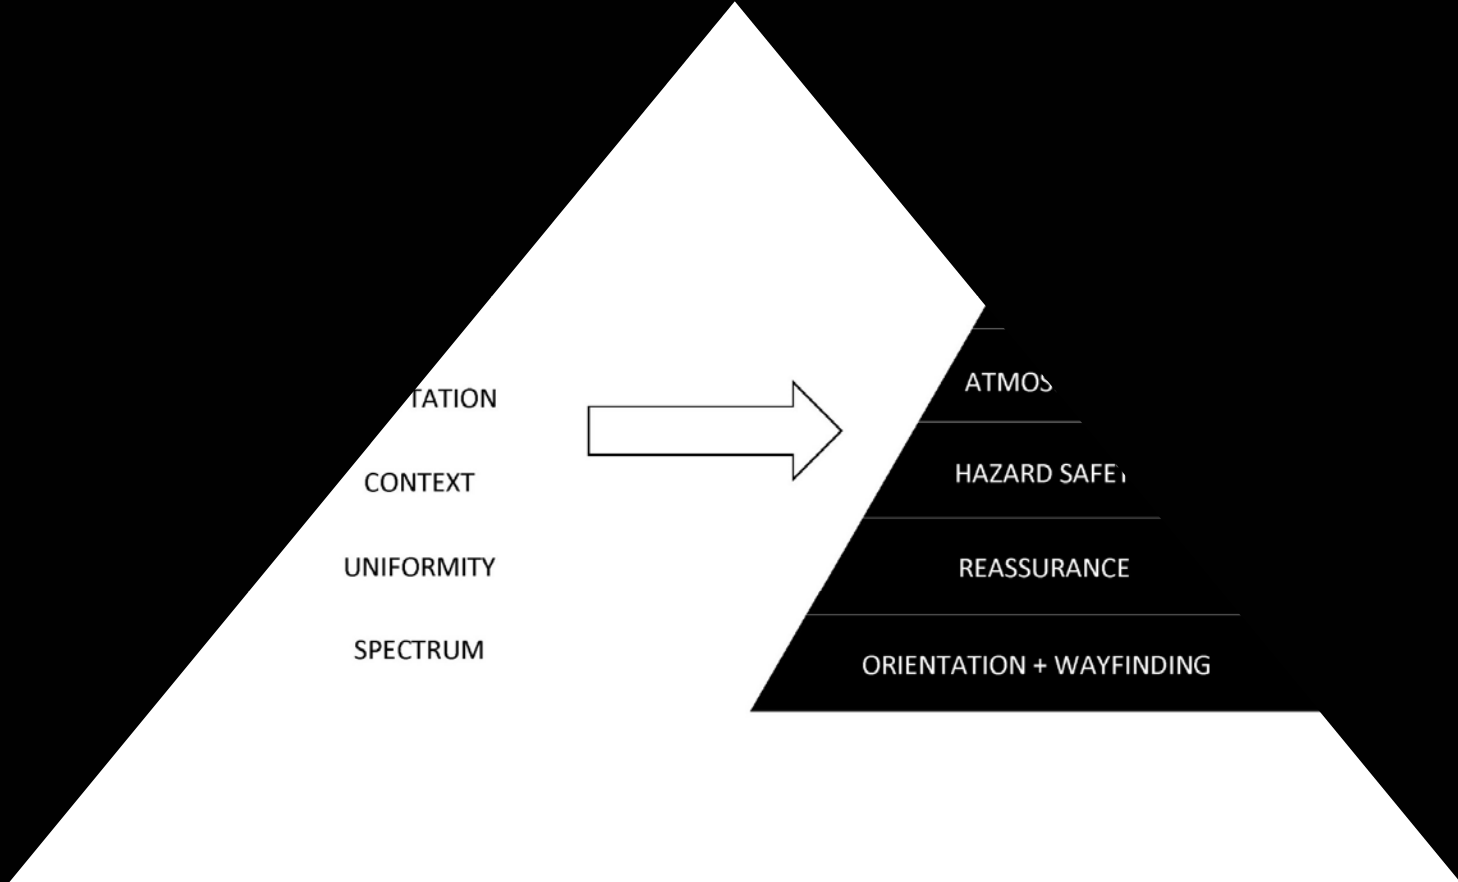 TATION
CONTEXT
UNIFORMITY
SPECTRUM
ATMOS
HAZARD SAFE
REASSURANCE
ORIENTATION + WAYFINDING